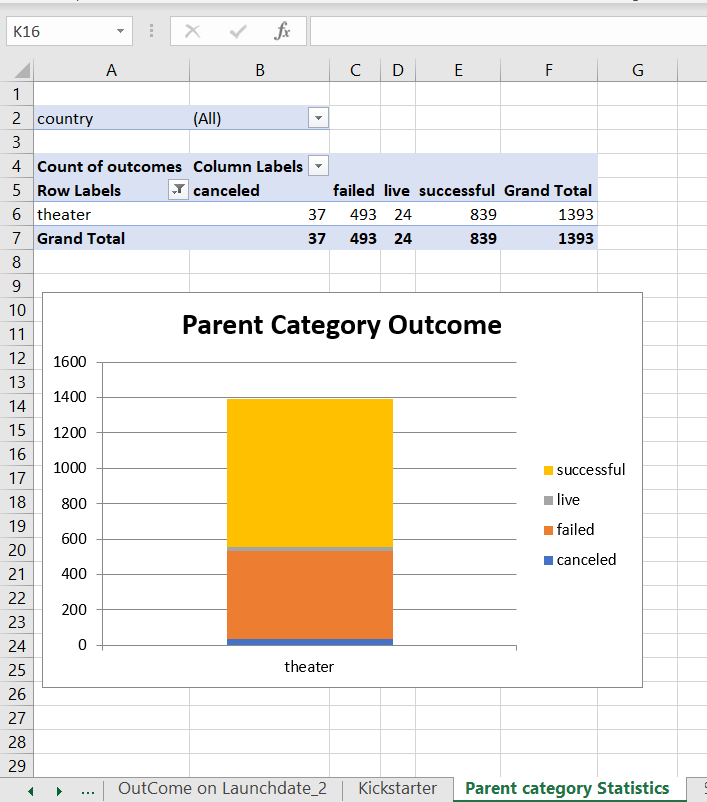 K16 fx
A B C D E F G
1
2 country (All)
3
4 Count of outcomes Column Labels
5 Row Labels canceled failed live successful Grand Total
6 theater 37 493 24 839 1393
7 Grand Total 37 493 24 839 1393
8
9
10
11
12
13
14
15
16
17
18
19
20
21
22
23
24
25
26
27
28
29
Parent Category Outcome
1600
1400
1200
1000
800
600
400
200
0
theater
successful
live
failed
canceled
... OutCome on Launchdate_2 Kickstarter Parent category Statistics